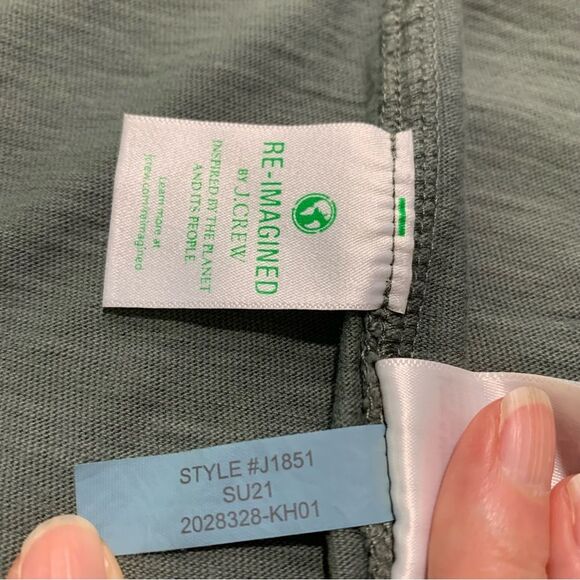 RE-IMAGINED
BY J.CREW
INSPIRED BY THE PLANET
AND ITS PEOPLE
Learn more at
jcrew.com/reimagined
STYLE #J1851
SU21
2028328-KH01